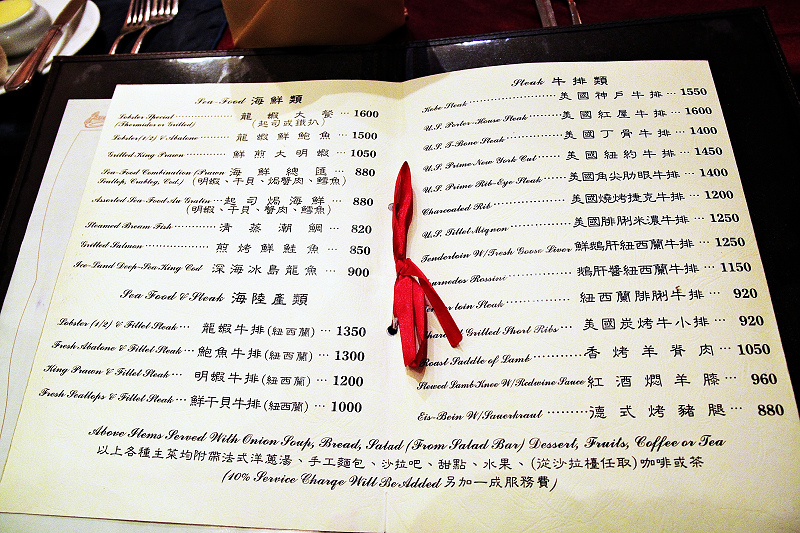 Sea-Food 海鮮類
Lobster Special 龍蝦大餐 1600
(Thermidor or Grilled) (起司或鐵扒)
Lobster (1/2) & Abalone 龍蝦鮮鮑魚 1500
Grilled King Prawn 鮮煎大明蝦 1050
Sea-Food Combination (Prawn 海鮮總匯 880
Scallop, Crableg, Cod.) (明蝦、干貝、焗蟹肉、鱈魚)
Assorted Sea-Food Au Gratin 起司焗海鮮 880
(明蝦、干貝、蟹肉、鱈魚)
Steamed Bream Fish 清蒸潮鯛 820
Grilled Salmon 煎烤鮮鮭魚 850
Ice-Land Deep-Sea King Cod 深海冰島龍魚 900
Sea Food & Steak 海陸產類
Lobster (1/2) & Fillet Steak 龍蝦牛排(紐西蘭) 1350
Fresh Abalone & Fillet Steak 鮑魚牛排(紐西蘭) 1300
King Prawn & Fillet Steak 明蝦牛排(紐西蘭) 1200
Fresh Scallops & Fillet Steak 鮮干貝牛排(紐西蘭) 1000
Steak 牛排類
Kobe Steak 美國神戶牛排 1550
U.S. Porter-House Steak 美國紅屋牛排 1600
U.S. T-Bone Steak 美國丁骨牛排 1400
U.S. Prime New York Cut 美國紐約牛排 1450
U.S. Prime Rib-Eye Steak 美國角尖肋眼牛排 1400
Charcoaled Rib 美國燒烤捷克牛排 1200
U.S. Fillet Mignon 美國腓脷米濃牛排 1250
Tenderloin W/Fresh Goose Liver 鮮鵝肝紐西蘭牛排 1250
Tournedos Rossini 鵝肝醬紐西蘭牛排 1150
loin Steak 紐西蘭腓脷牛排 920
Grilled Short Ribs 美國炭烤牛小排 920
Roast Saddle of Lamb 香烤羊脊肉 1050
Stewed Lamb Knee W/Redwine Sauce 紅酒燜羊膝 960
Eis-Bein W/Sauerkraut 德式烤豬腿 880
Above Items Served With Onion Soup, Bread, Salad (From Salad Bar) Dessert, Fruits, Coffee or Tea
以上各種主菜均附帶法式洋蔥湯、手工麵包、沙拉吧、甜點、水果、(從沙拉檯任取)咖啡或茶
(10% Service Charge Will Be Added 另加一成服務費)